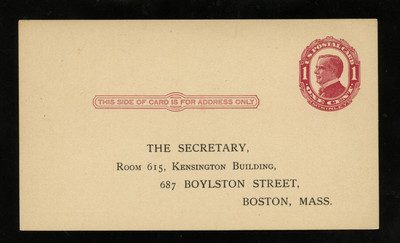 U.S. POSTAL CARD
1 1
ONE CENT
THIS SIDE OF CARD IS FOR ADDRESS ONLY
THE SECRETARY,
ROOM 615, KENSINGTON BUILDING,
687 BOYLSTON STREET,
BOSTON, MASS.